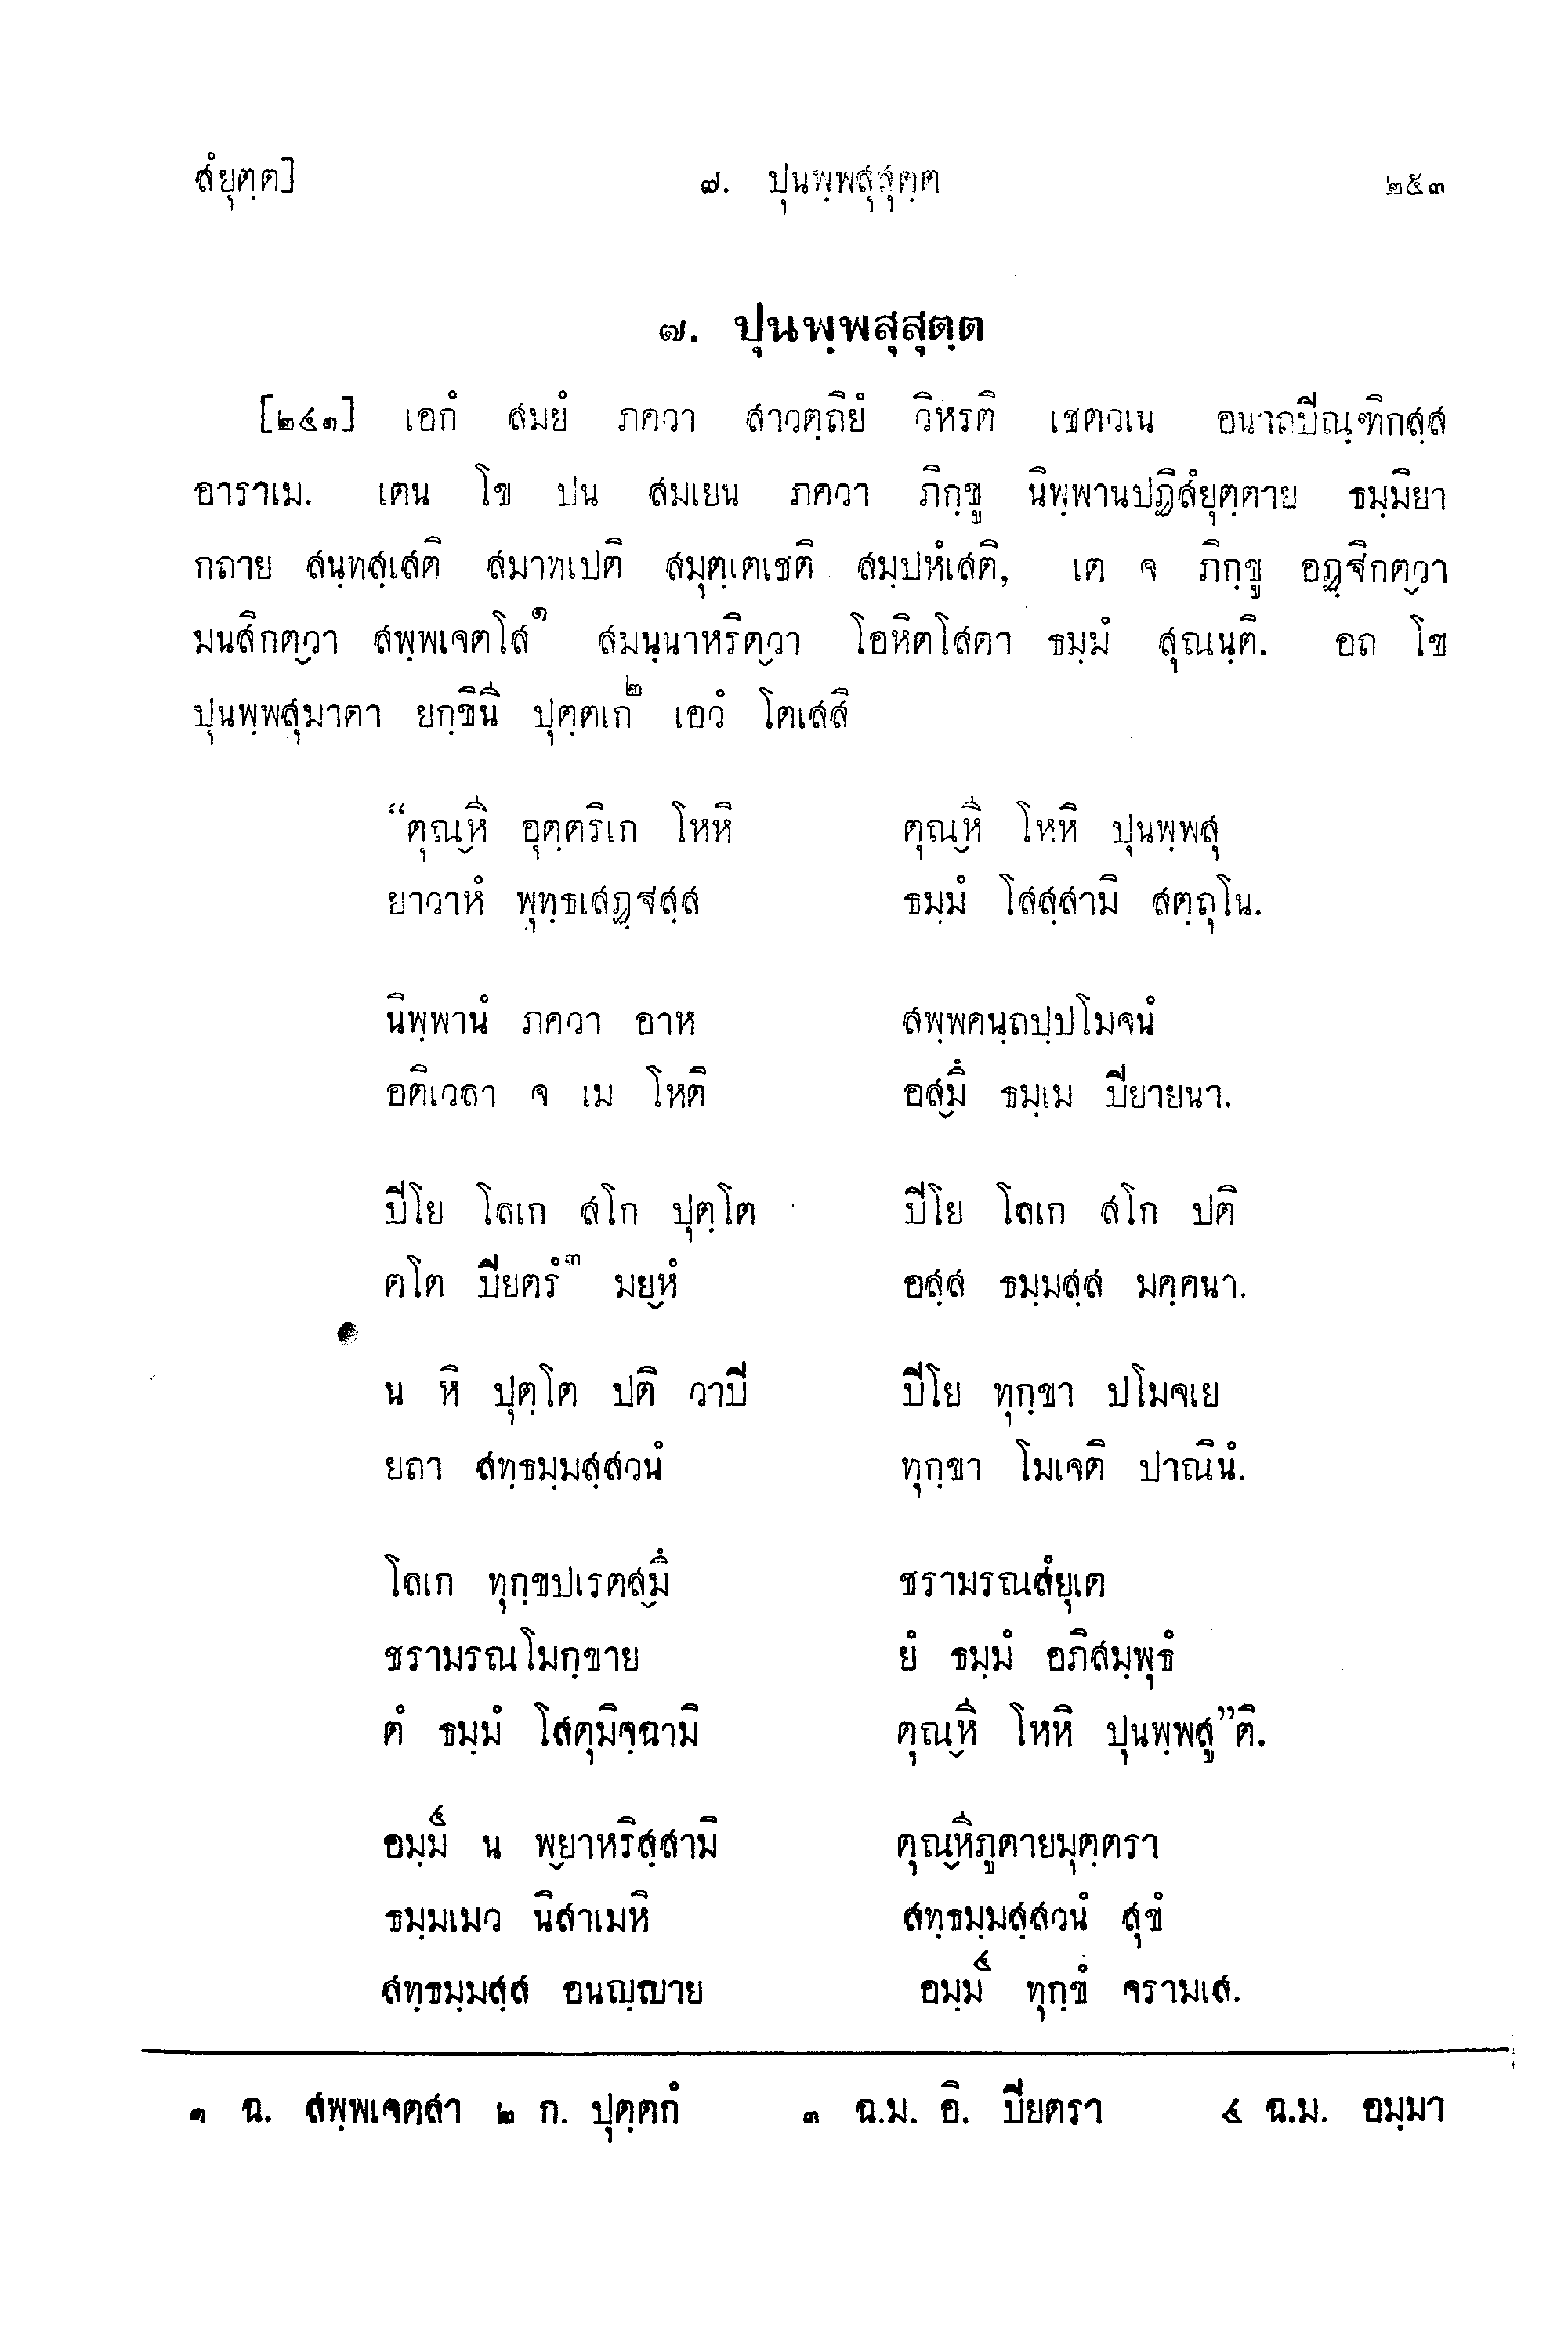 สํยุตฺต] ๗. ปุนพฺพสุสุตฺต ๒๕๓
๗. ปุนพฺพสุสุตฺต
[๒๔๑] เอกํ สมยํ ภควา สาวตฺถิยํ วิหรติ เชตวเน อนาถปิณฺฑิกสฺส
อาราเม. เตน โข ปน สมเยน ภควา ภิกฺขู นิพฺพานปฏิสํยุตฺตาย ธมฺมิยา
กถาย สนฺทสฺเสติ สมาทเปติ สมุตฺเตเชติ สมฺปหํเสติ, เต จ ภิกฺขู อฏฺฐิกตฺวา
มนสิกตฺวา สพฺพเจตโส๑ สมนฺนาหริตฺวา โอหิตโสตา ธมฺมํ สุณนฺติ. อถ โข
ปุนพฺพสุมาตา ยกฺขินี ปุตฺตเก๒ เอวํ โตเสสิ
“ตุณฺหี อุตฺตริเก โหหิ ตุณฺหี โหหิ ปุนพฺพสุ
ยาวาหํ พุทฺธเสฏฺฐสฺส ธมฺมํ โสสฺสามิ สตฺถุโน.
นิพฺพานํ ภควา อาห สพฺพคนฺถปฺปโมจนํ
อติเวลา จ เม โหติ อสฺมึ ธมฺเม ปิยายนา.
ปิโย โลเก สโก ปุตฺโต ปิโย โลเก สโก ปติ
ตโต ปิยตรํ๓ มยฺหํ อสฺส ธมฺมสฺส มคฺคนา.
น หิ ปุตฺโต ปติ วาปิ ปิโย ทุกฺขา ปโมจเย
ยถา สทฺธมฺมสฺสวนํ ทุกฺขา โมเจติ ปาณินํ.
โลเก ทุกฺขปเรตสฺมึ ชรามรณสํยุเต
ชรามรณโมกฺขาย ยํ ธมฺมํ อภิสมฺพุธํ
ตํ ธมฺมํ โสตุมิจฺฉามิ ตุณฺหี โหหิ ปุนพฺพสู”ติ.
อมฺม๔ น พฺยาหริสฺสามิ ตุณฺหีภูตายมุตฺตรา
ธมฺมเมว นิสาเมหิ สทฺธมฺมสฺสวนํ สุขํ
สทฺธมฺมสฺส อนญฺญาย อมฺม๔ ทุกฺขํ จรามเส.
๑ ฉ. สพฺพเจตสา ๒ ก. ปุตฺตกํ ๓ ฉ.ม. อิ. ปิยตรา ๔ ฉ.ม. อมฺมา